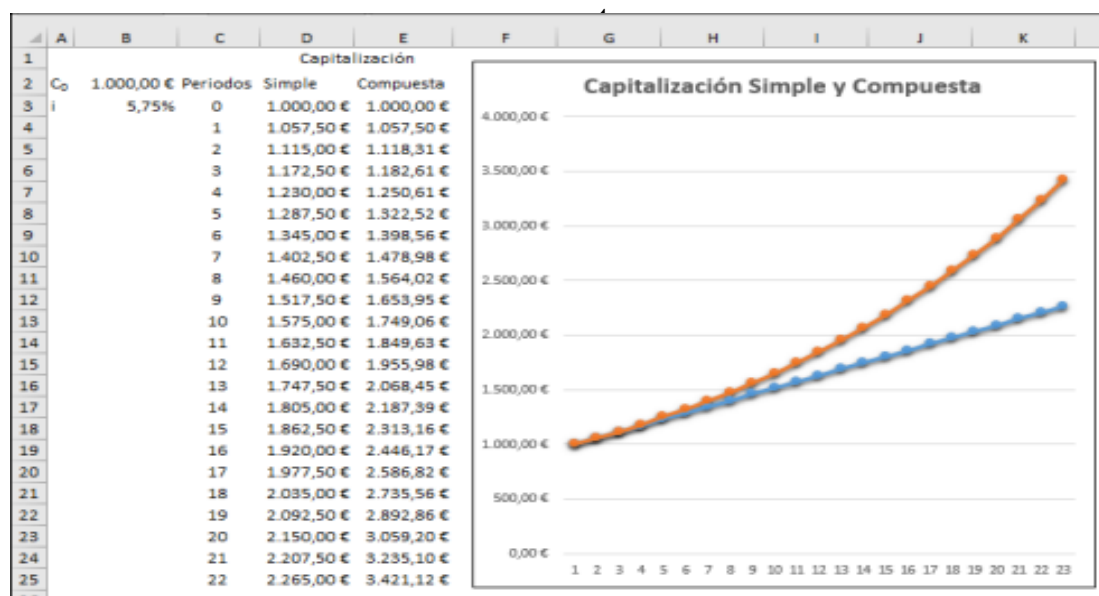 A B C D E F G H I J K
1 Capitalización
2 C₀ 1.000,00 € Periodos Simple Compuesta
3 i 5,75% 0 1.000,00 € 1.000,00 €
4 1 1.057,50 € 1.057,50 €
5 2 1.115,00 € 1.118,31 €
6 3 1.172,50 € 1.182,61 €
7 4 1.230,00 € 1.250,61 €
8 5 1.287,50 € 1.322,52 €
9 6 1.345,00 € 1.398,56 €
10 7 1.402,50 € 1.478,98 €
11 8 1.460,00 € 1.564,02 €
12 9 1.517,50 € 1.653,95 €
13 10 1.575,00 € 1.749,06 €
14 11 1.632,50 € 1.849,63 €
15 12 1.690,00 € 1.955,98 €
16 13 1.747,50 € 2.068,45 €
17 14 1.805,00 € 2.187,39 €
18 15 1.862,50 € 2.313,16 €
19 16 1.920,00 € 2.446,17 €
20 17 1.977,50 € 2.586,82 €
21 18 2.035,00 € 2.735,56 €
22 19 2.092,50 € 2.892,86 €
23 20 2.150,00 € 3.059,20 €
24 21 2.207,50 € 3.235,10 €
25 22 2.265,00 € 3.421,12 €
Capitalización Simple y Compuesta
4.000,00 €
3.500,00 €
3.000,00 €
2.500,00 €
2.000,00 €
1.500,00 €
1.000,00 €
500,00 €
0,00 €
1 2 3 4 5 6 7 8 9 10 11 12 13 14 15 16 17 18 19 20 21 22 23